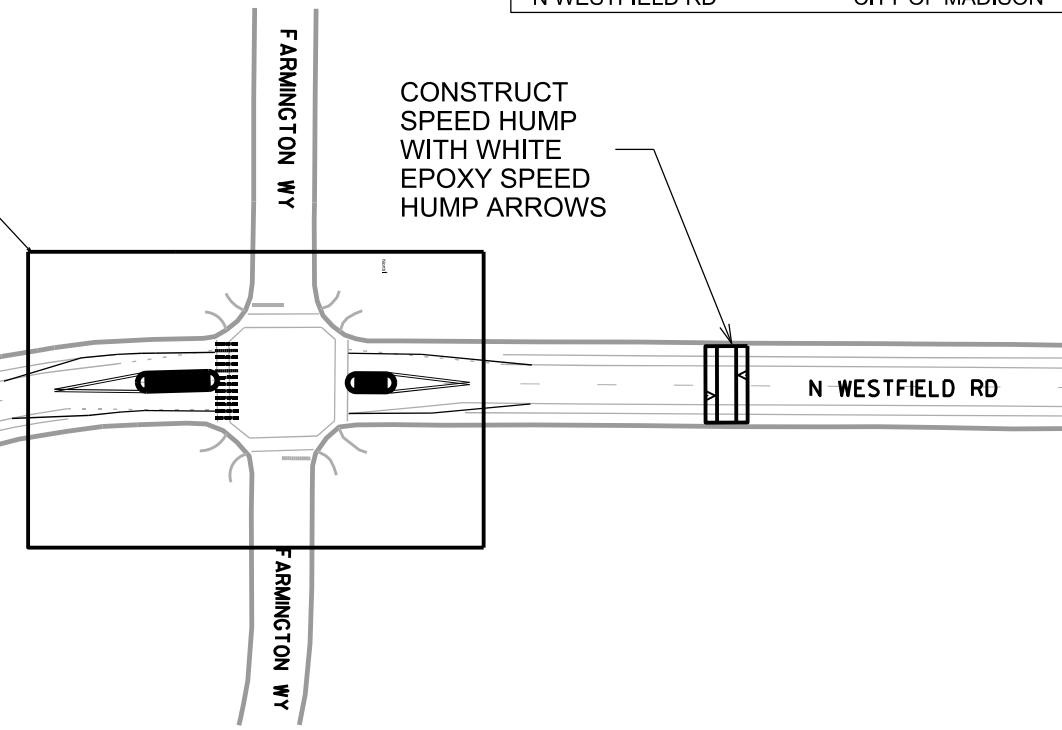 N WESTFIELD RD CITY OF MADISON
FARMINGTON WY
CONSTRUCT
SPEED HUMP
WITH WHITE
EPOXY SPEED
HUMP ARROWS
N WESTFIELD RD
FARMINGTON WY